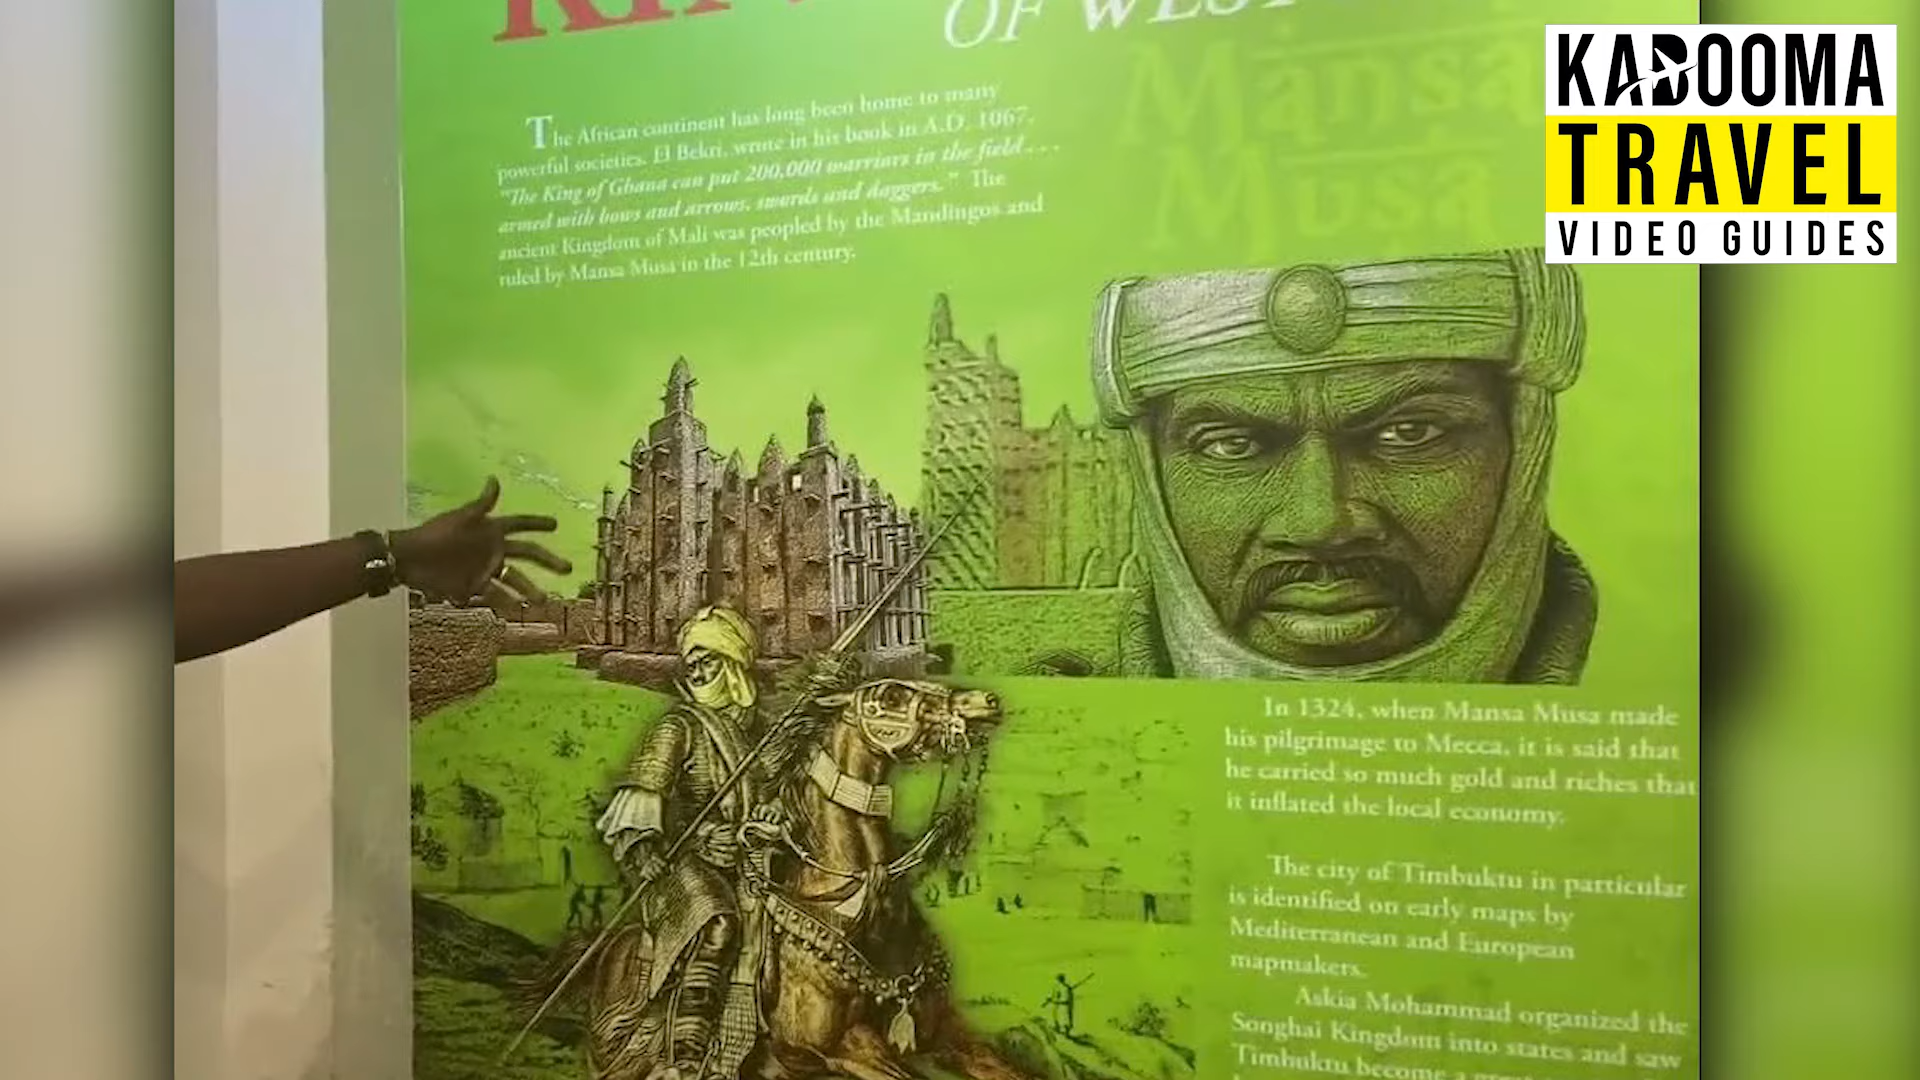 OF WEST
The African continent has long been home to many
powerful societies. El Bekri, wrote in his book in A.D. 1067,
"The King of Ghana can put 200,000 warriors in the field...
armed with bows and arrows, swords and daggers." The
ancient Kingdom of Mali was peopled by the Mandingos and
ruled by Mansa Musa in the 12th century.
Mansa
Musa
In 1324, when Mansa Musa made
his pilgrimage to Mecca, it is said that
he carried so much gold and riches that
it inflated the local economy.
The city of Timbuktu in particular
is identified on early maps by
Mediterranean and European
mapmakers.
Askia Mohammad organized the
Songhai Kingdom into states and saw
Timbuktu become a
KABOOMA
TRAVEL
VIDEO GUIDES